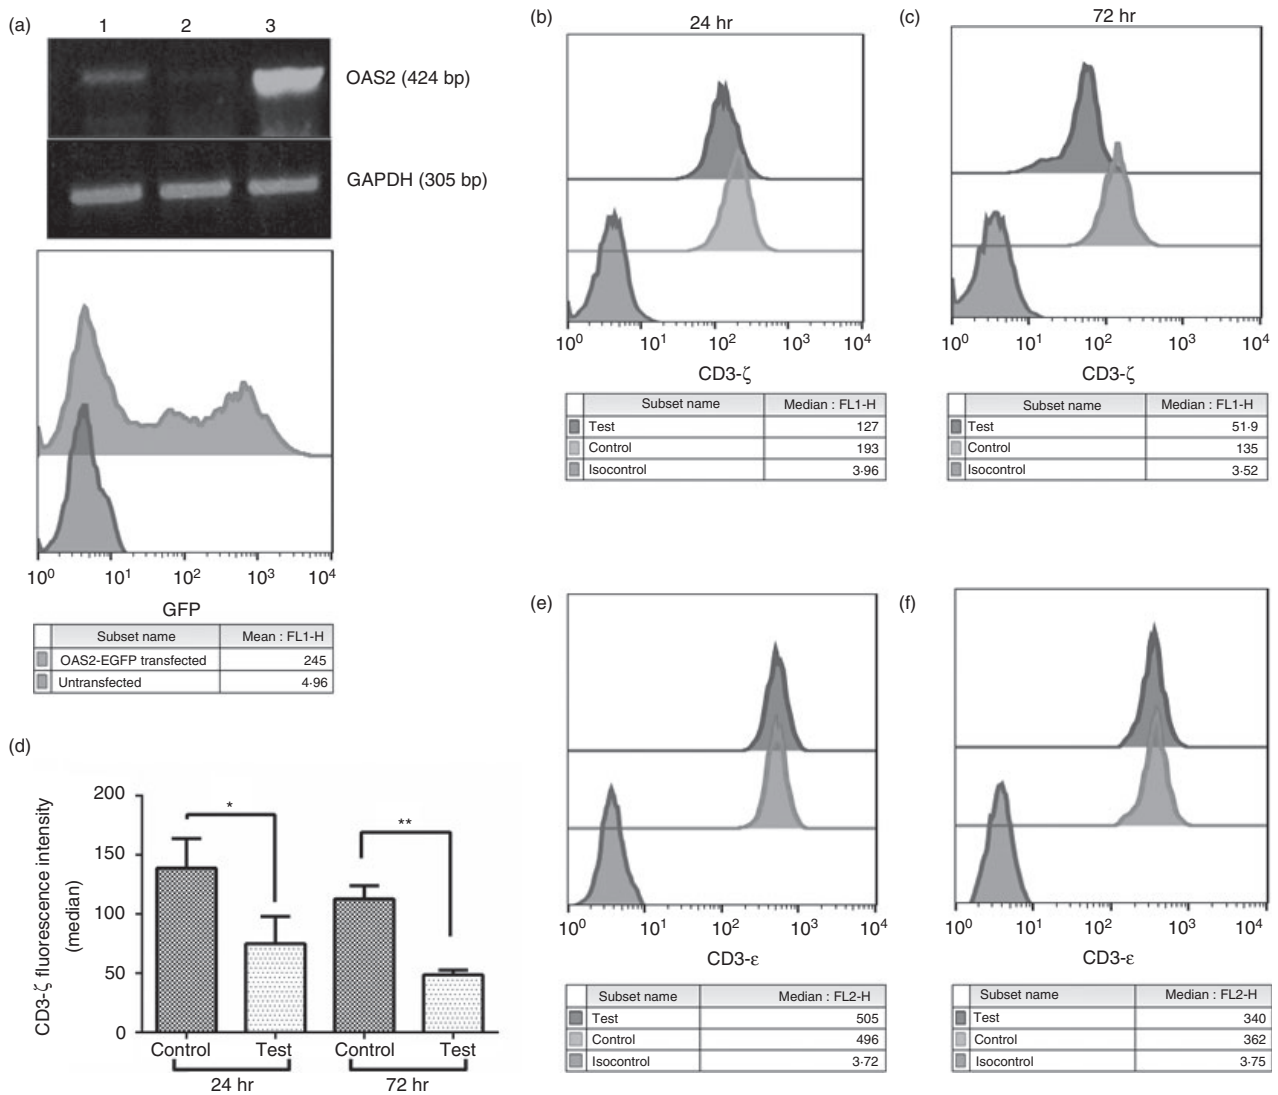 (a)
1 2 3
OAS2 (424 bp)
GAPDH (305 bp)
10⁰ 10¹ 10² 10³ 10⁴
GFP
Subset name Mean : FL1-H
OAS2-EGFP transfected 245
Untransfected 4·96
(b)
24 hr
10⁰ 10¹ 10² 10³ 10⁴
CD3-ζ
Subset name Median : FL1-H
Test 127
Control 193
Isocontrol 3·96
(c)
72 hr
10⁰ 10¹ 10² 10³ 10⁴
CD3-ζ
Subset name Median : FL1-H
Test 51·9
Control 135
Isocontrol 3·52
(d)
CD3-ζ fluorescence intensity
(median)
200
150
100
50
0
*
**
Control Test Control Test
24 hr 72 hr
(e)
10⁰ 10¹ 10² 10³ 10⁴
CD3-ε
Subset name Median : FL2-H
Test 505
Control 496
Isocontrol 3·72
(f)
10⁰ 10¹ 10² 10³ 10⁴
CD3-ε
Subset name Median : FL2-H
Test 340
Control 362
Isocontrol 3·75